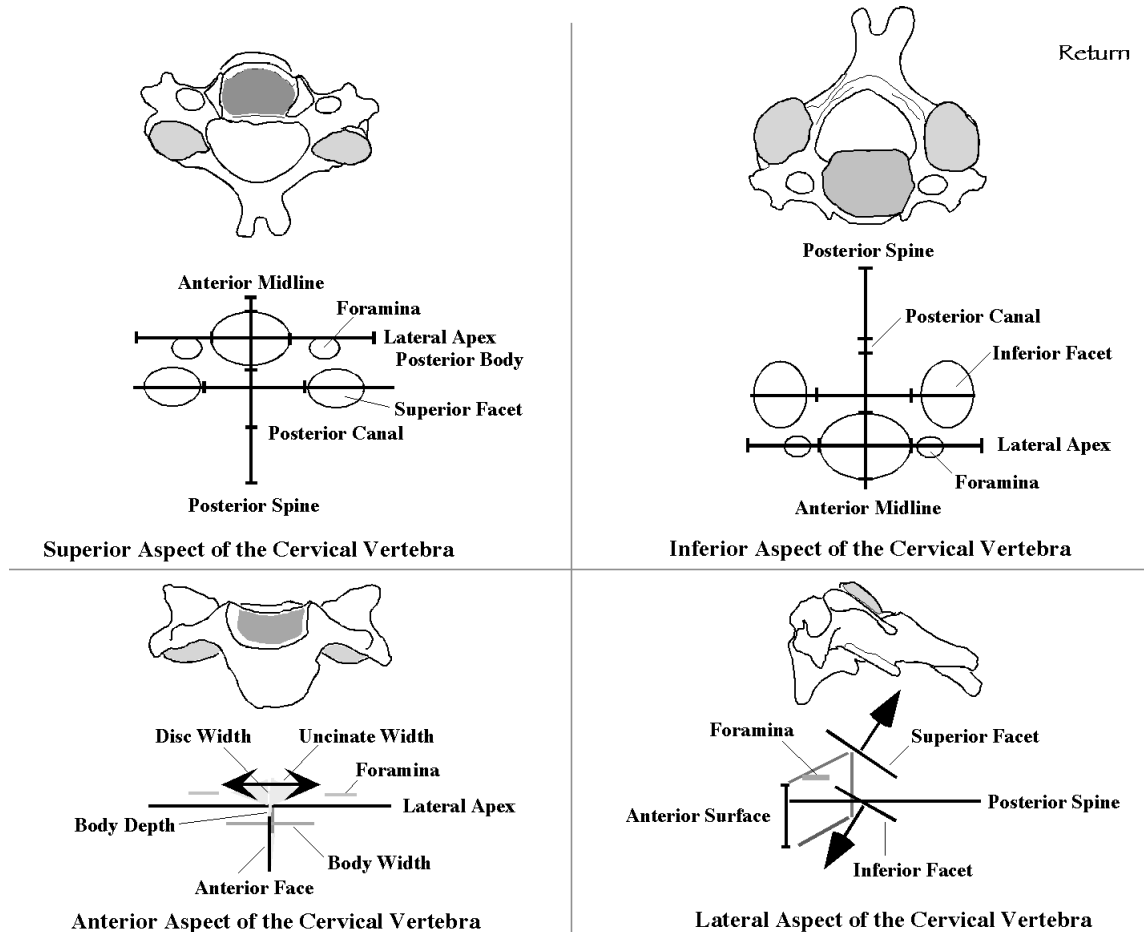 Return
Anterior Midline
Foramina
Lateral Apex
Posterior Body
Superior Facet
Posterior Canal
Posterior Spine
Superior Aspect of the Cervical Vertebra
Posterior Spine
Posterior Canal
Inferior Facet
Lateral Apex
Foramina
Anterior Midline
Inferior Aspect of the Cervical Vertebra
Disc Width
Uncinate Width
Foramina
Lateral Apex
Body Depth
Body Width
Anterior Face
Anterior Aspect of the Cervical Vertebra
Foramina
Superior Facet
Posterior Spine
Anterior Surface
Inferior Facet
Lateral Aspect of the Cervical Vertebra